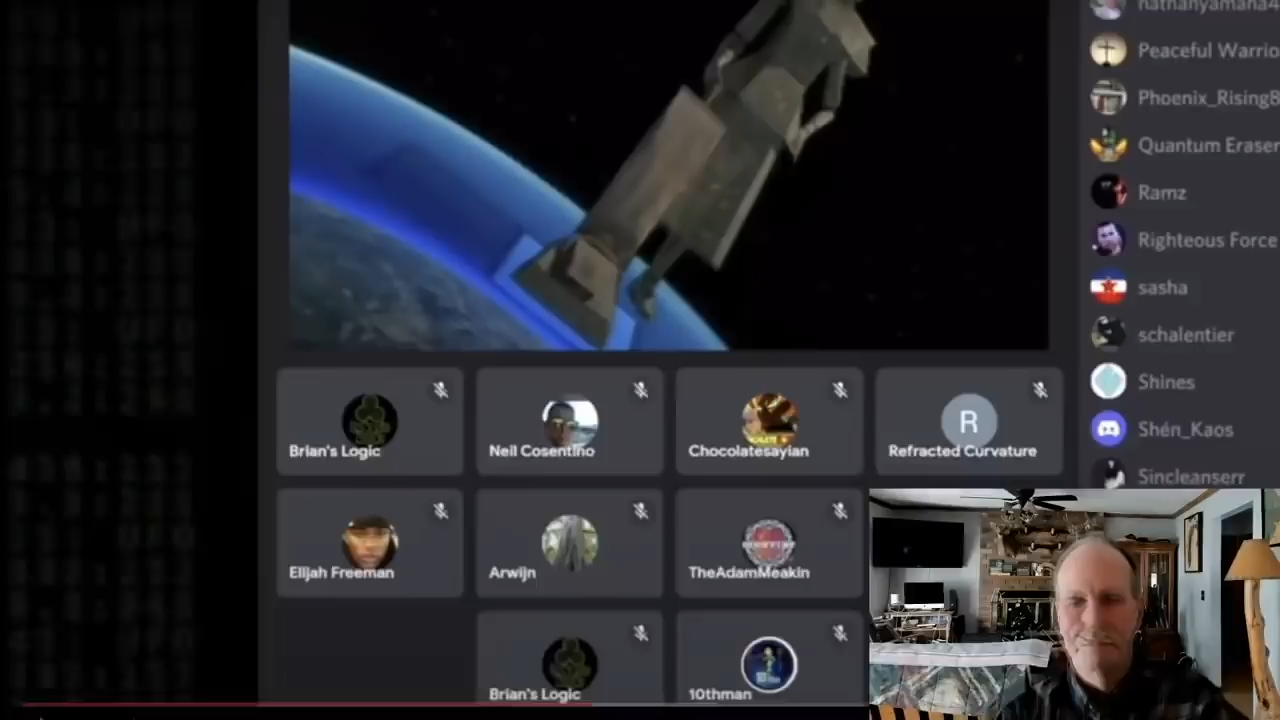 Peaceful Warrio
Phoenix_Rising8
Quantum Eraser
Ramz
Righteous Force
sasha
schalentier
Shines
Shén_Kaos
Sincleanserr
Brian's Logic
Neil Cosentino
Chocolatesayian
R
Refracted Curvature
Elijah Freeman
Arwijn
TheAdamMeakin
Brian's Logic
10thman